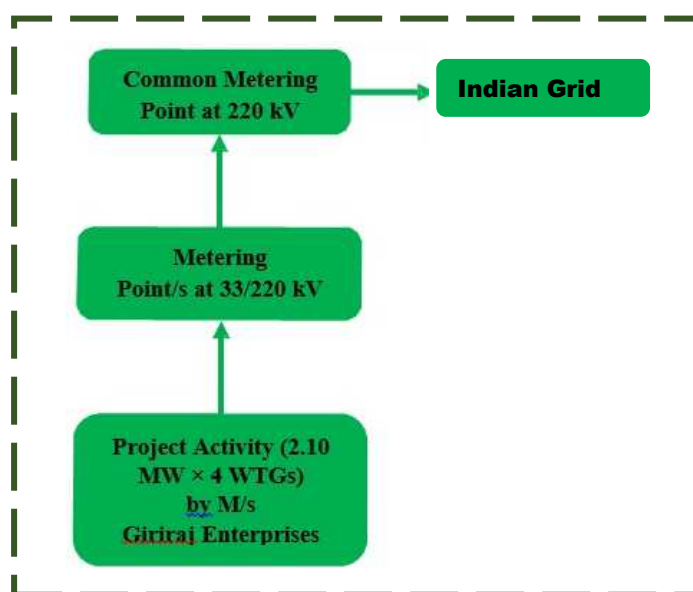 Common Metering
Point at 220 kV
Indian Grid
Metering
Point/s at 33/220 kV
Project Activity (2.10
MW × 4 WTGs)
by M/s
Giriraj Enterprises